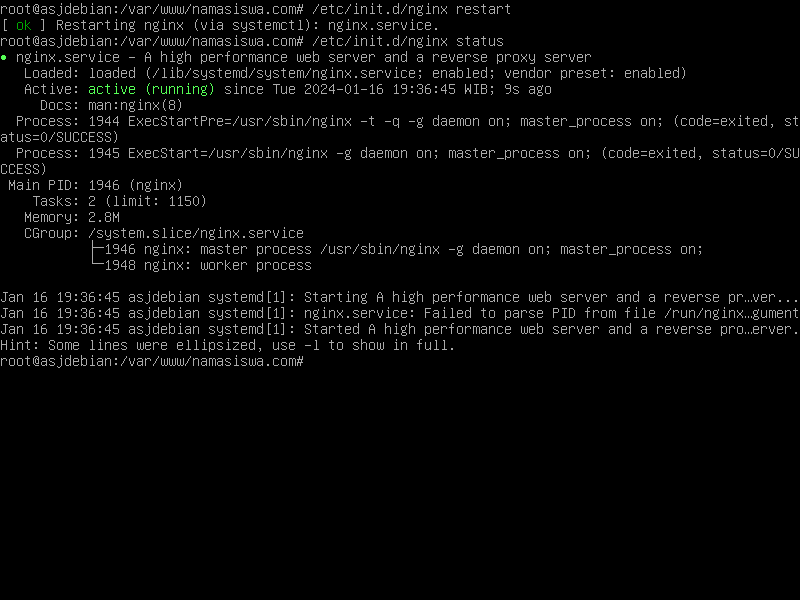 root@asjdebian:/var/www/namasiswa.com# /etc/init.d/nginx restart
[ ok ] Restarting nginx (via systemctl): nginx.service.
root@asjdebian:/var/www/namasiswa.com# /etc/init.d/nginx status
● nginx.service - A high performance web server and a reverse proxy server
   Loaded: loaded (/lib/systemd/system/nginx.service; enabled; vendor preset: enabled)
   Active: active (running) since Tue 2024-01-16 19:36:45 WIB; 9s ago
     Docs: man:nginx(8)
  Process: 1944 ExecStartPre=/usr/sbin/nginx -t -q -g daemon on; master_process on; (code=exited, st
atus=0/SUCCESS)
  Process: 1945 ExecStart=/usr/sbin/nginx -g daemon on; master_process on; (code=exited, status=0/SU
CCESS)
 Main PID: 1946 (nginx)
    Tasks: 2 (limit: 1150)
   Memory: 2.8M
   CGroup: /system.slice/nginx.service
           ├─1946 nginx: master process /usr/sbin/nginx -g daemon on; master_process on;
           └─1948 nginx: worker process

Jan 16 19:36:45 asjdebian systemd[1]: Starting A high performance web server and a reverse pr…ver...
Jan 16 19:36:45 asjdebian systemd[1]: nginx.service: Failed to parse PID from file /run/nginx…gument
Jan 16 19:36:45 asjdebian systemd[1]: Started A high performance web server and a reverse pro…erver.
Hint: Some lines were ellipsized, use -l to show in full.
root@asjdebian:/var/www/namasiswa.com#